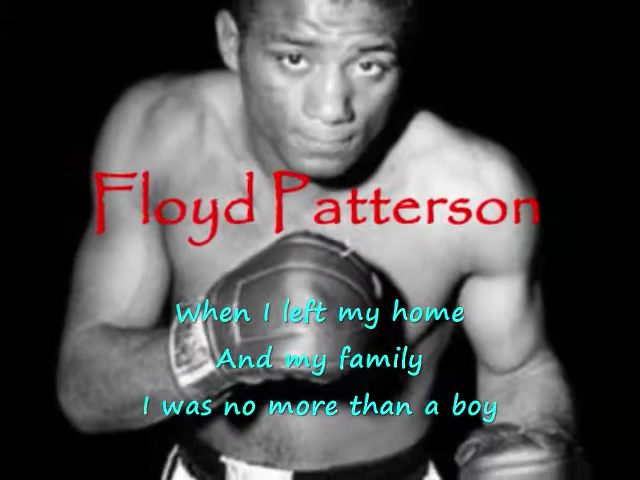 Floyd Patterson
When I left my home
And my family
I was no more than a boy